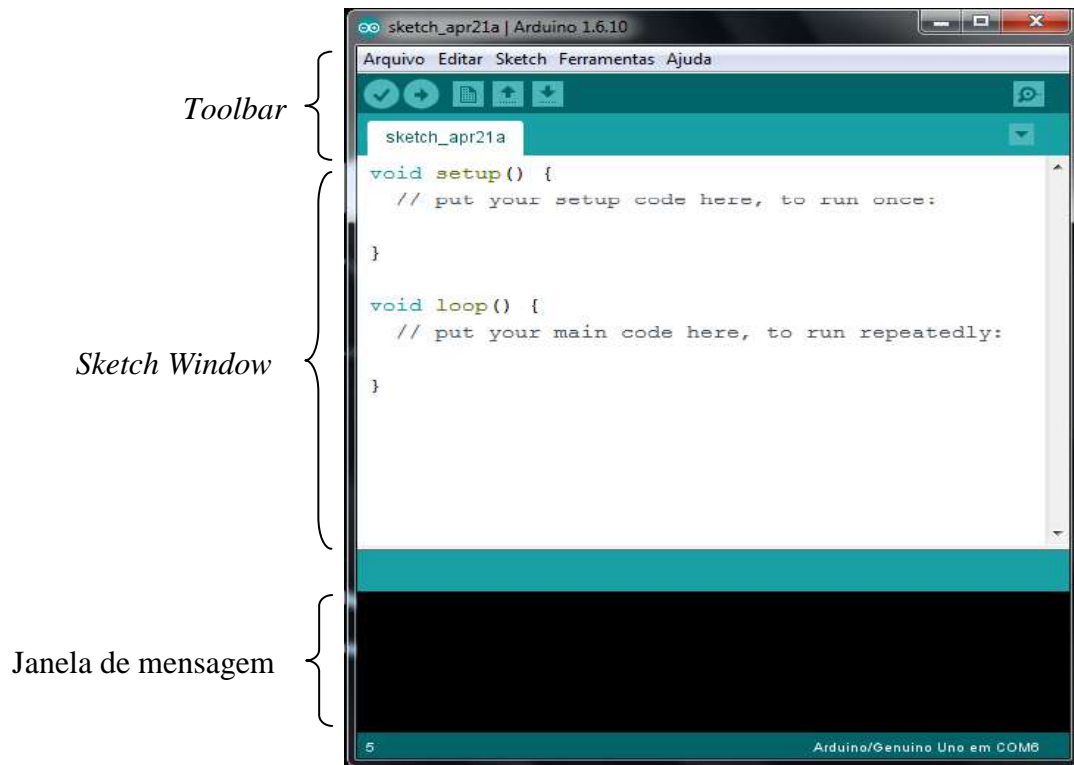 sketch_apr21a | Arduino 1.6.10
Arquivo Editar Sketch Ferramentas Ajuda
Toolbar
sketch_apr21a
void setup() {
// put your setup code here, to run once:
}
void loop() {
// put your main code here, to run repeatedly:
Sketch Window
}
Janela de mensagem
5
Arduino/Genuino Uno em COM6